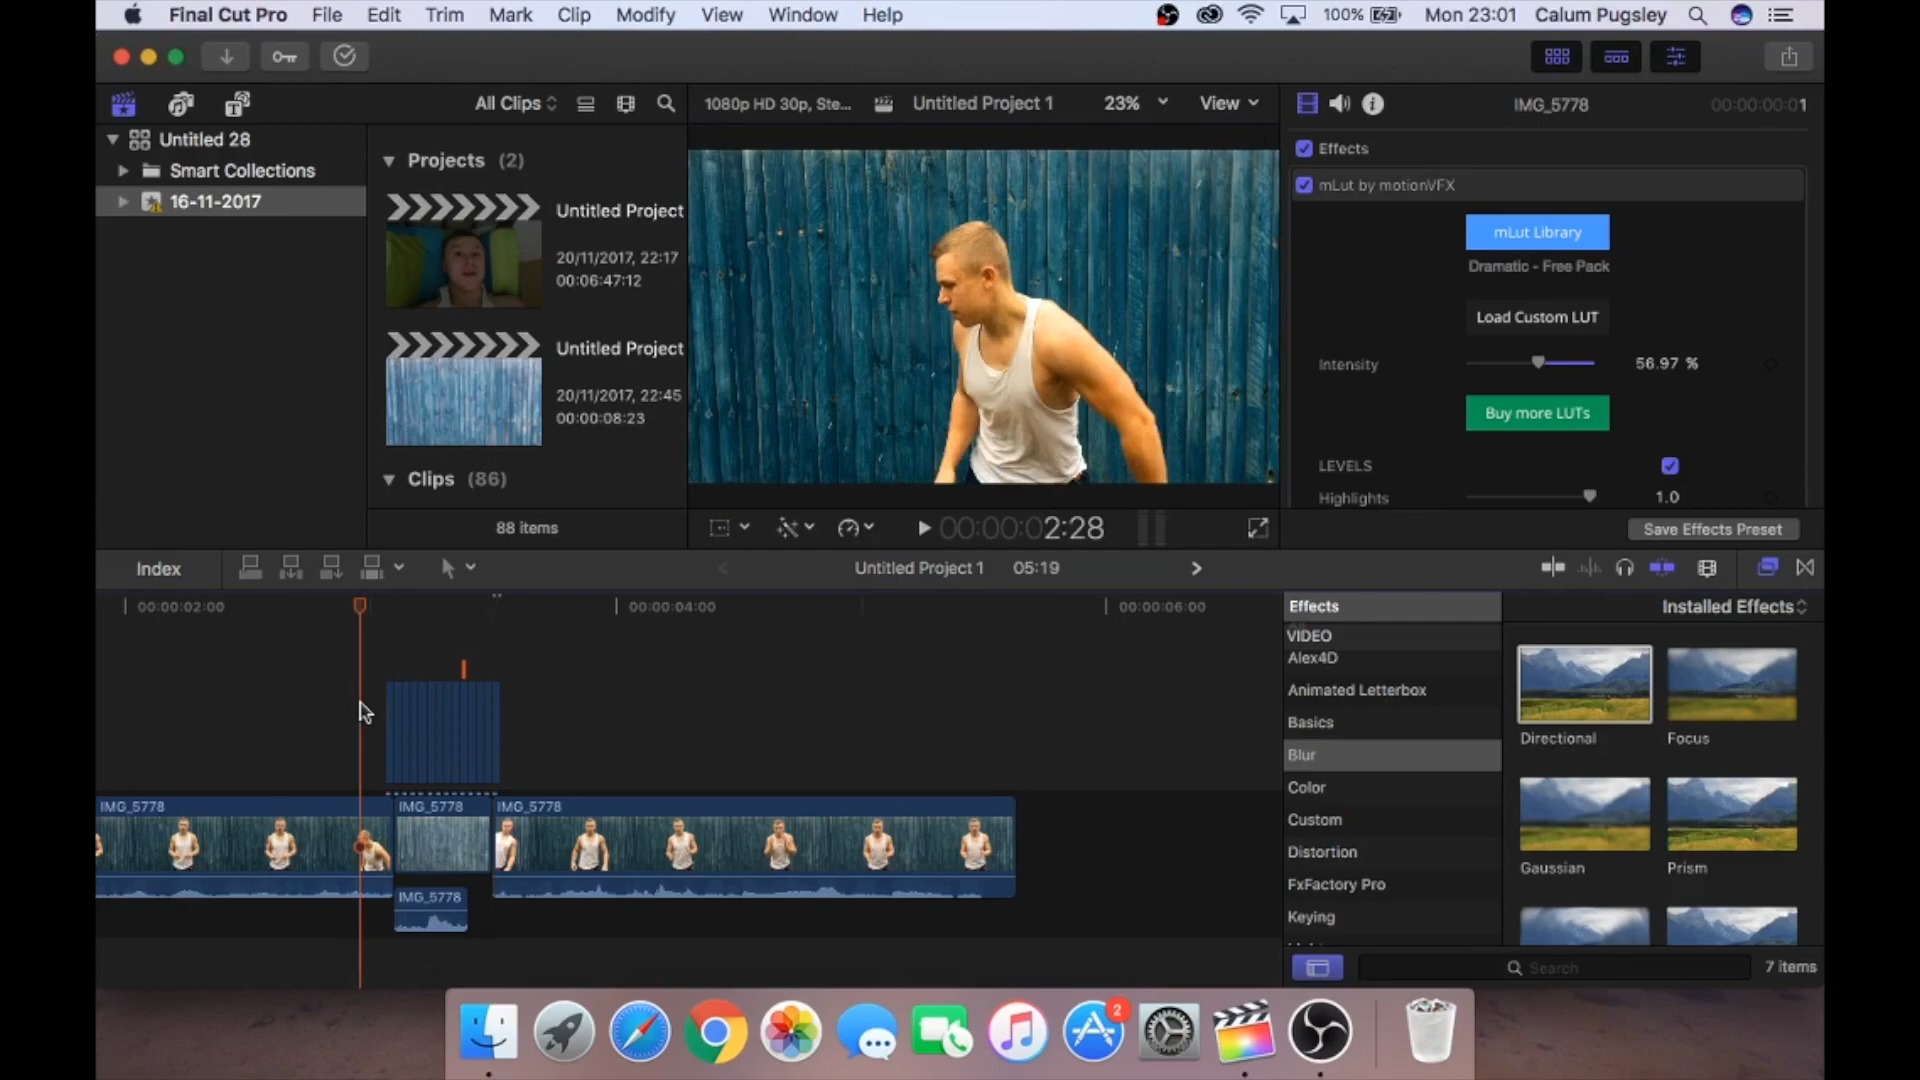 Final Cut Pro File Edit Trim Mark Clip Modify View Window Help 100% Mon 23:01 Calum Pugsley
All Clips 1080p HD 30p, Ste... Untitled Project 1 23% View IMG_5778 00:00:00:01
Untitled 28
Smart Collections
16-11-2017
Projects (2)
Untitled Project
20/11/2017, 22:17
00:06:47:12
Untitled Project
20/11/2017, 22:45
00:00:08:23
Clips (86)
88 items
00:00:02:28
Effects
mLut by motionVFX
mLut Library
Dramatic - Free Pack
Load Custom LUT
Intensity 56.97 %
Buy more LUTs
LEVELS
Highlights 1.0
Save Effects Preset
Index Untitled Project 1 05:19
00:00:02:00 00:00:04:00 00:00:06:00
IMG_5778 IMG_5778 IMG_5778
IMG_5778
Effects Installed Effects
VIDEO
Alex4D
Animated Letterbox
Basics
Blur
Color
Custom
Distortion
FxFactory Pro
Keying
Directional Focus
Gaussian Prism
Search 7 items
2